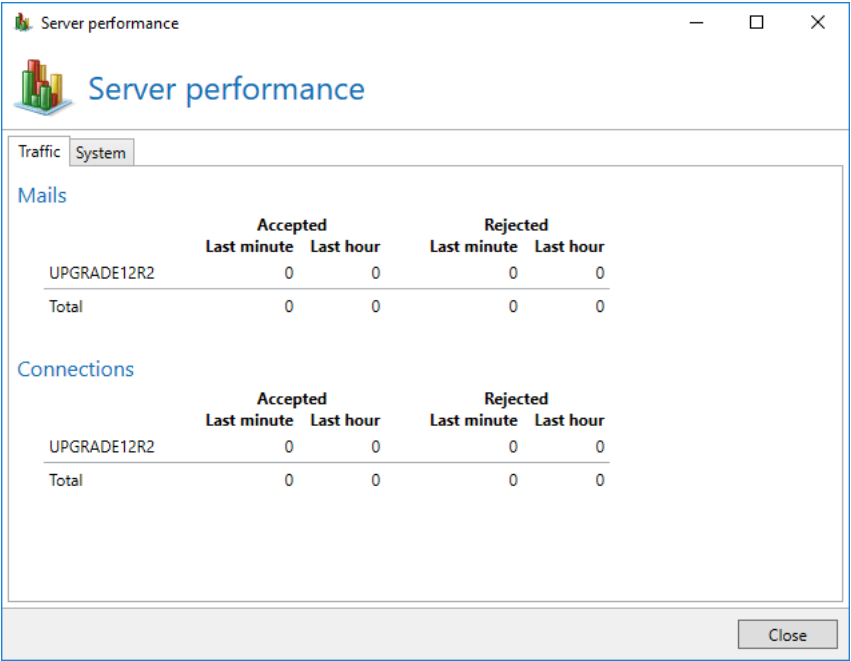 Server performance
Server performance
Traffic System
Mails
Accepted Rejected
Last minute Last hour Last minute Last hour
UPGRADE12R2 0 0 0 0
Total 0 0 0 0
Connections
Accepted Rejected
Last minute Last hour Last minute Last hour
UPGRADE12R2 0 0 0 0
Total 0 0 0 0
Close